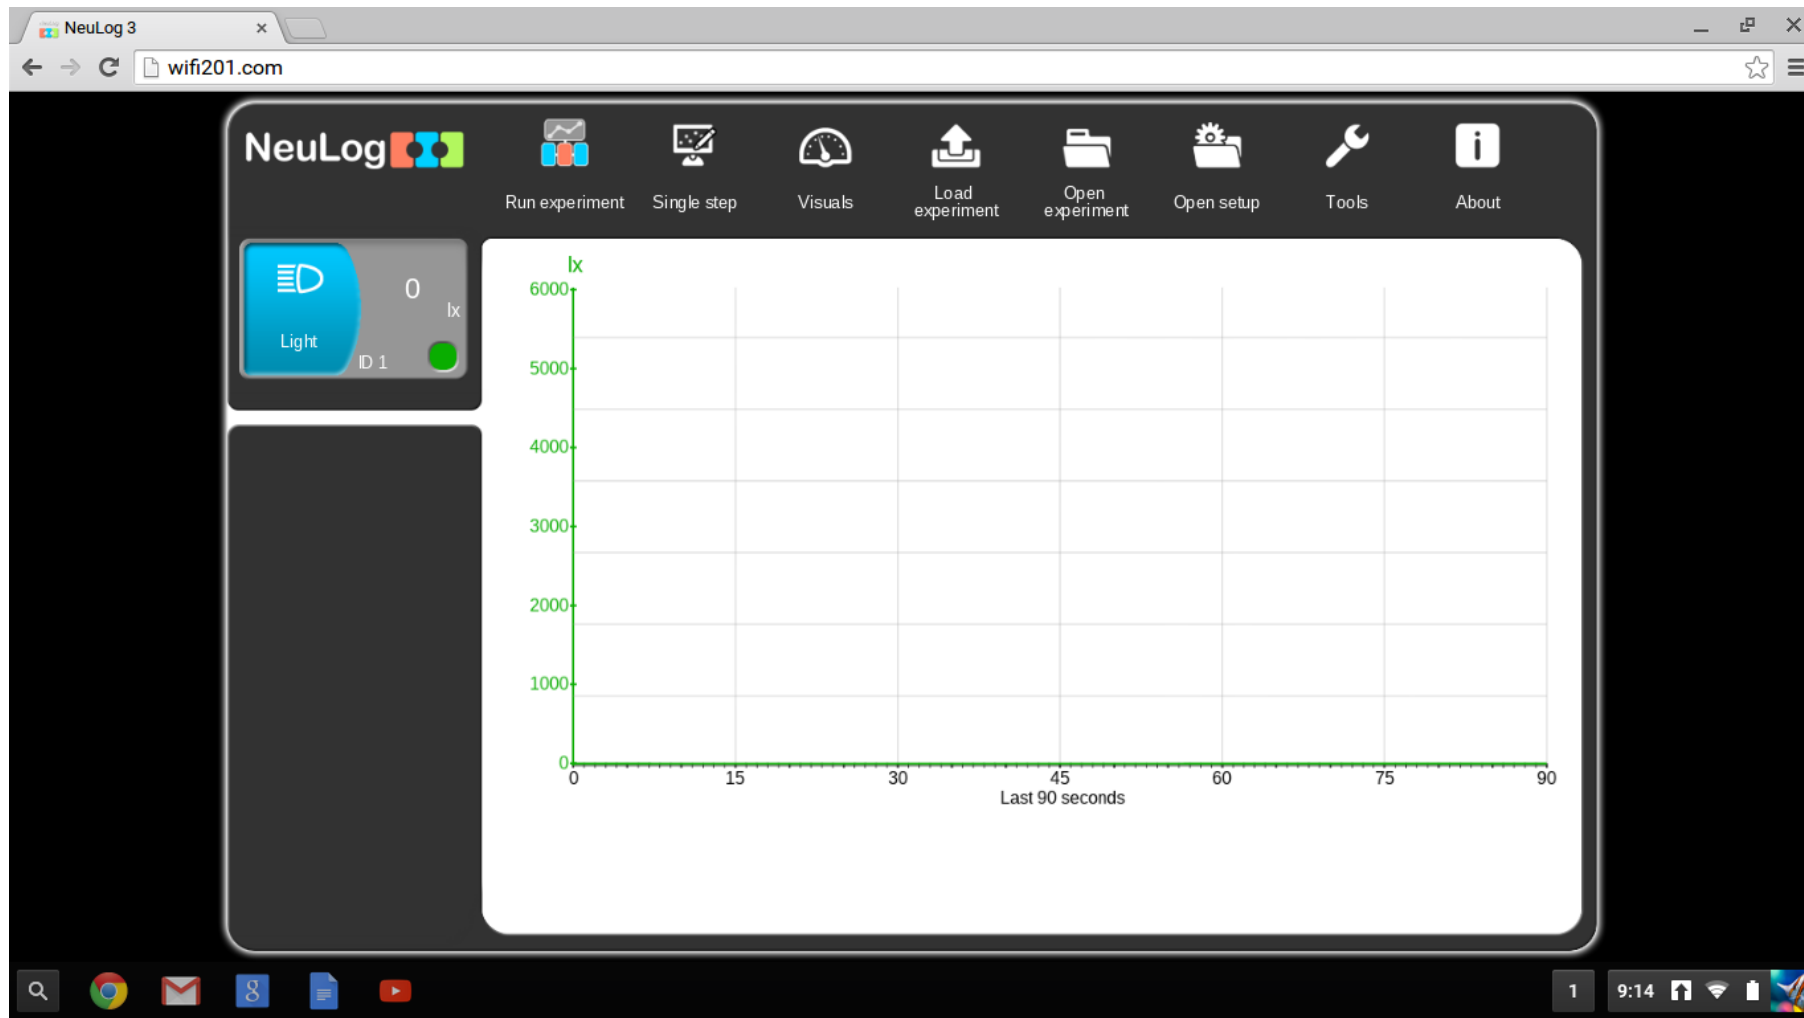 NeuLog 3
wifi201.com
NeuLog
Run experiment
Single step
Visuals
Load
experiment
Open
experiment
Open setup
Tools
About
0
lx
Light
ID 1
lx
6000
5000
4000
3000
2000
1000
0
0 15 30 45 60 75 90
Last 90 seconds
8
1 9:14